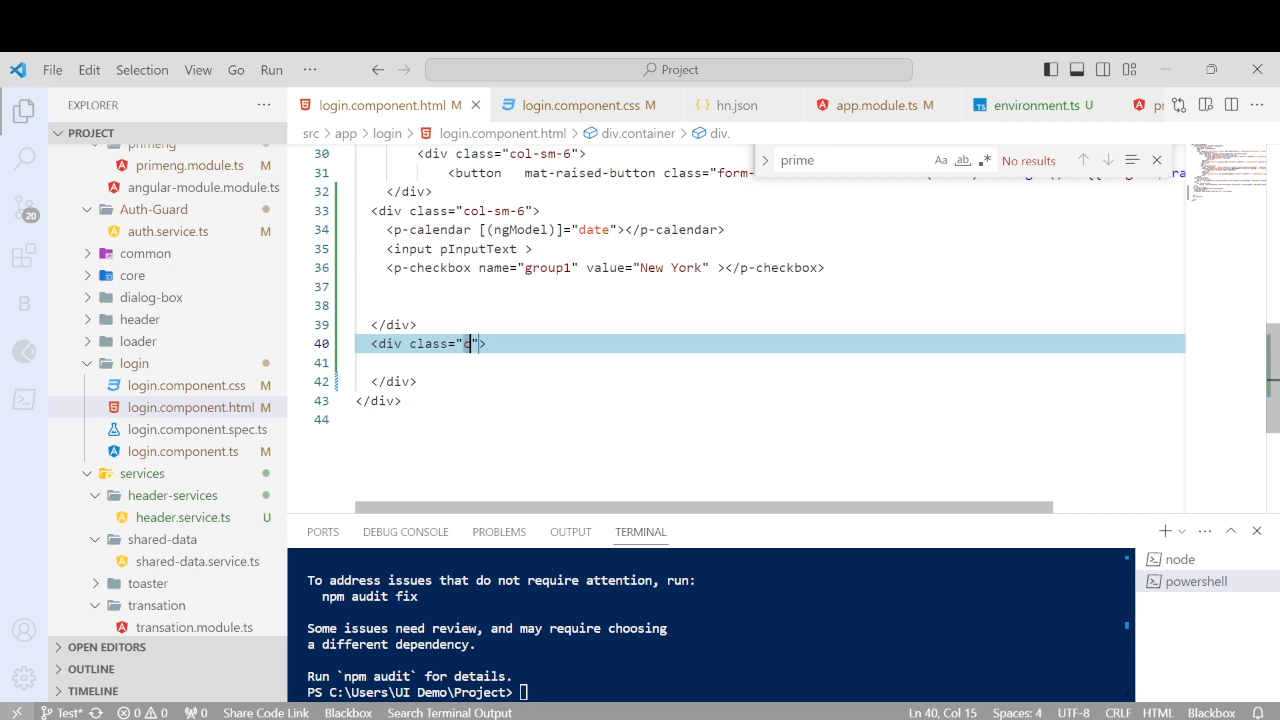 File Edit Selection View Go Run ··· Project
EXPLORER ···
login.component.html M
login.component.css M
hn.json
app.module.ts M
environment.ts U
PROJECT
src > app > login > login.component.html > div.container > div.
primeng
primeng.module.ts M
angular-module.module.ts
Auth-Guard
auth.service.ts M
common
core
dialog-box
header
loader
login
login.component.css M
login.component.html M
login.component.spec.ts
login.component.ts M
services
header-services
header.service.ts U
shared-data
shared-data.service.ts
toaster
transation
transation.module.ts
OPEN EDITORS
OUTLINE
TIMELINE
prime
No results
30 <div class="col-sm-6">
31 <button mat-raised-button class="form-
32 </div>
33 <div class="col-sm-6">
34 <p-calendar [(ngModel)]="date"></p-calendar>
35 <input pInputText >
36 <p-checkbox name="group1" value="New York" ></p-checkbox>
37
38
39 </div>
40 <div class="c">
41
42 </div>
43 </div>
44
PORTS DEBUG CONSOLE PROBLEMS OUTPUT TERMINAL
To address issues that do not require attention, run:
npm audit fix
Some issues need review, and may require choosing
a different dependency.
Run `npm audit` for details.
PS C:\Users\UI Demo\Project>
node
powershell
20
Test* 0 0 0 Share Code Link Blackbox Search Terminal Output Ln 40, Col 15 Spaces: 4 UTF-8 CRLF HTML Blackbox